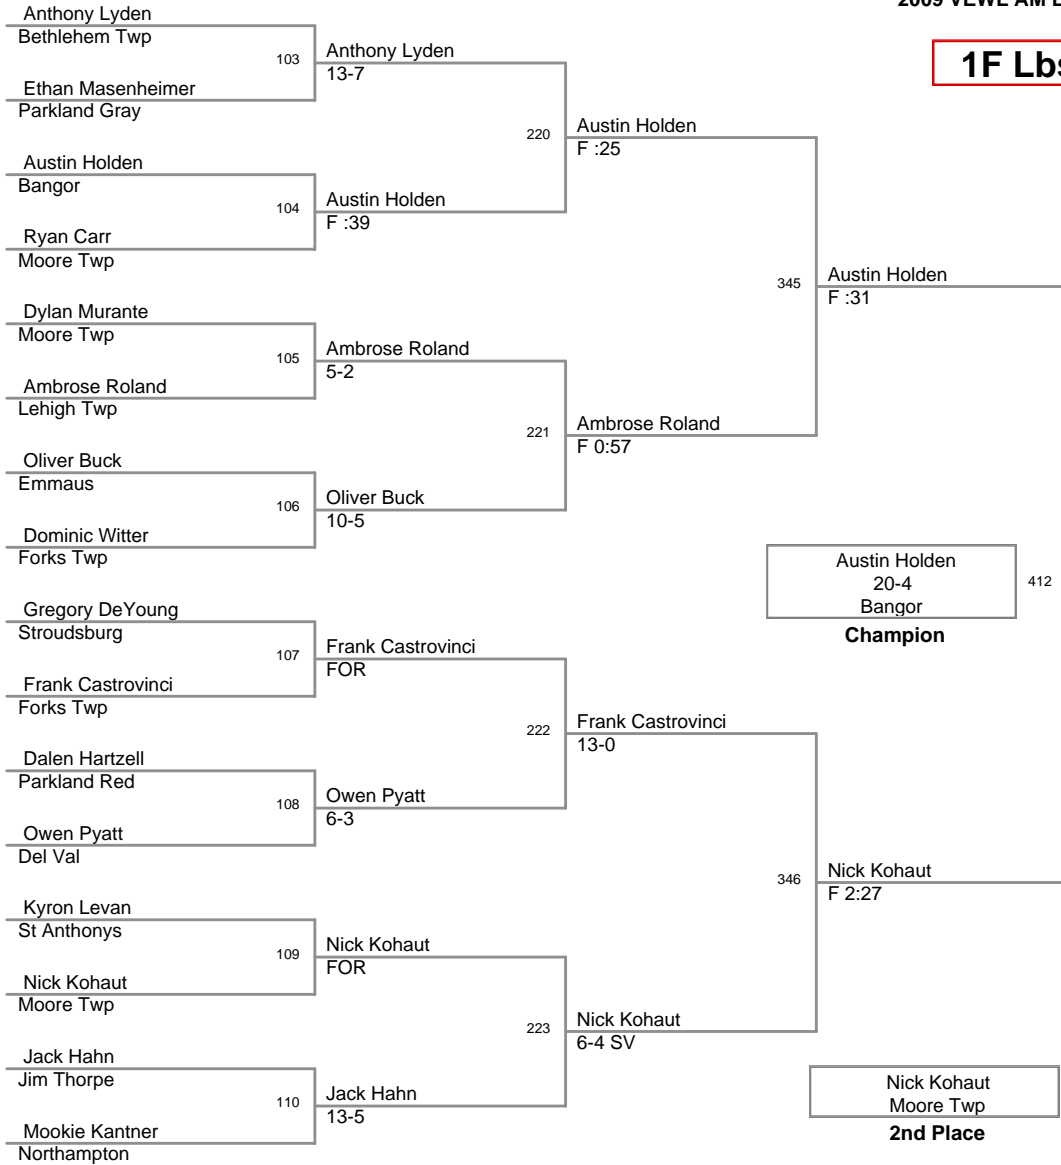 2009 VEWL AM
1F Lbs
Anthony Lyden
Bethlehem Twp
103
Ethan Masenheimer
Parkland Gray
Anthony Lyden
13-7
Austin Holden
Bangor
104
Ryan Carr
Moore Twp
Austin Holden
F :39
220
Austin Holden
F :25
Dylan Murante
Moore Twp
105
Ambrose Roland
Lehigh Twp
Ambrose Roland
5-2
Oliver Buck
Emmaus
106
Dominic Witter
Forks Twp
Oliver Buck
10-5
221
Ambrose Roland
F 0:57
345
Austin Holden
F :31
Gregory DeYoung
Stroudsburg
107
Frank Castrovinci
Forks Twp
Frank Castrovinci
FOR
Dalen Hartzell
Parkland Red
108
Owen Pyatt
Del Val
Owen Pyatt
6-3
222
Frank Castrovinci
13-0
Kyron Levan
St Anthonys
109
Nick Kohaut
Moore Twp
Nick Kohaut
FOR
Jack Hahn
Jim Thorpe
110
Mookie Kantner
Northampton
Jack Hahn
13-5
223
Nick Kohaut
6-4 SV
346
Nick Kohaut
F 2:27
Austin Holden
20-4
Bangor
412
Champion
Nick Kohaut
Moore Twp
2nd Place